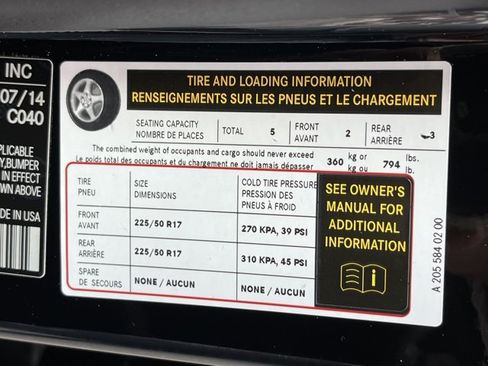 INC
07/14
C040
PLICABLE
Y,BUMPER
IN EFFECT
WN ABOVE
DE IN USA
TIRE AND LOADING INFORMATION
RENSEIGNEMENTS SUR LES PNEUS ET LE CHARGEMENT
SEATING CAPACITY
NOMBRE DE PLACES
TOTAL 5
FRONT
AVANT 2
REAR
ARRIÈRE 3
The combined weight of occupants and cargo should never exceed
Le poids total des occupants et du chargement ne doit jamais dépasser
360 kg or
kg ou
794 lbs.
lb.
TIRE
PNEU
SIZE
DIMENSIONS
COLD TIRE PRESSURE
PRESSION DES
PNEUS À FROID
FRONT
AVANT
225/50 R17
270 KPA, 39 PSI
REAR
ARRIÈRE
225/50 R17
310 KPA, 45 PSI
SPARE
DE SECOURS
NONE / AUCUN
NONE / AUCUN
SEE OWNER'S
MANUAL FOR
ADDITIONAL
INFORMATION
A 205 584 02 00